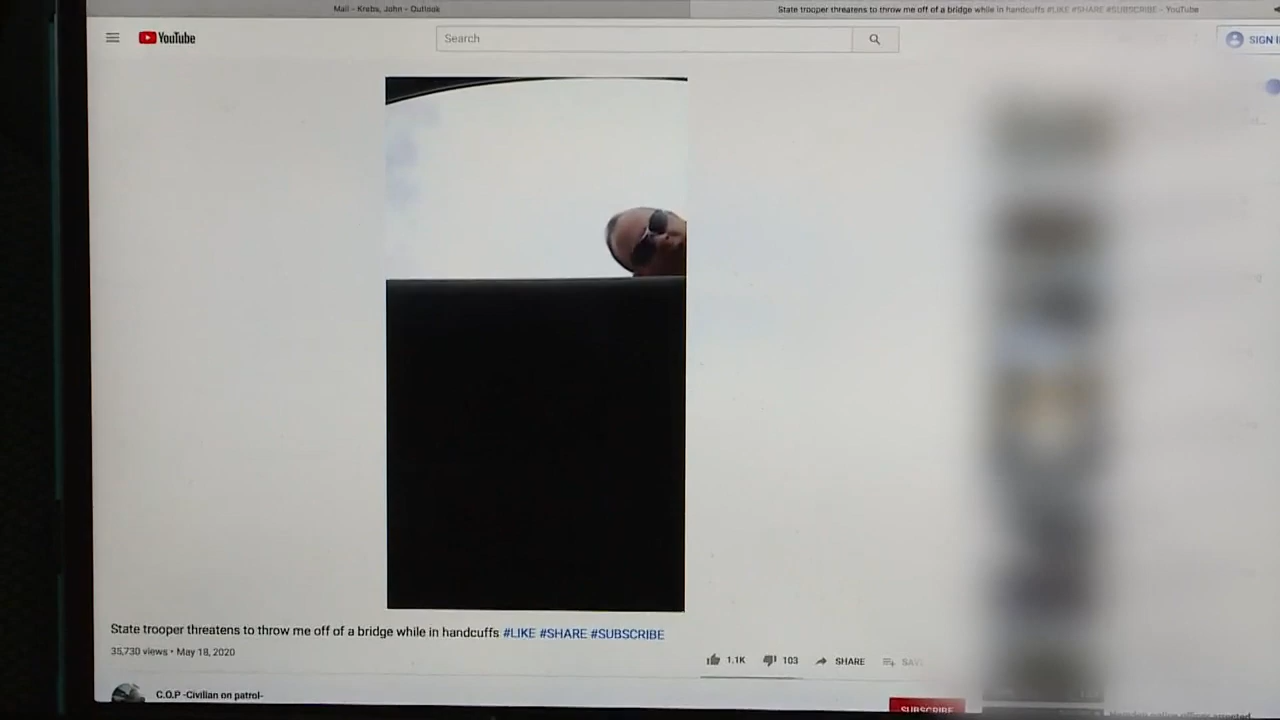 Mail - Krebs, John - Outlook
State trooper threatens to throw me off of a bridge while in handcuffs #LIKE #SHARE #SUBSCRIBE - YouTube
YouTube
Search
SIGN I
State trooper threatens to throw me off of a bridge while in handcuffs #LIKE #SHARE #SUBSCRIBE
35,730 views • May 18, 2020
1.1K 103 SHARE SAVE
C.O.P -Civilian on patrol-
SUBSCRIBE